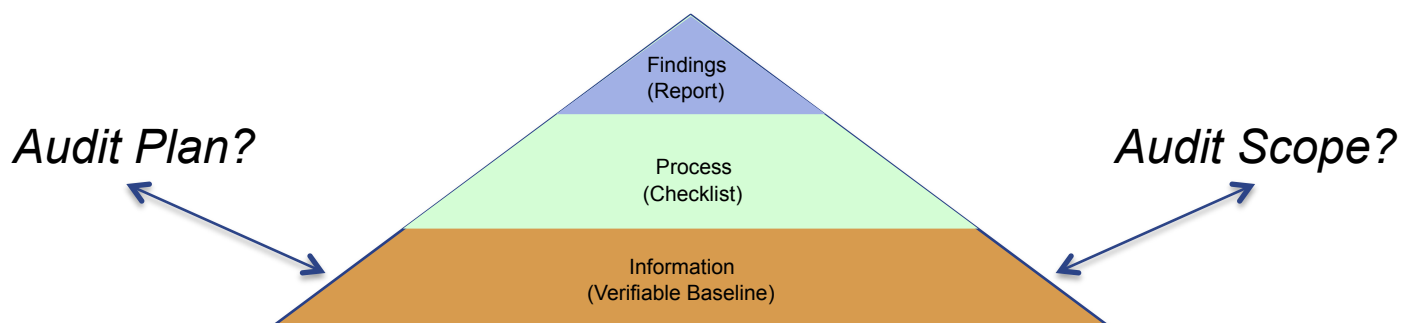 Findings
(Report)
Audit Plan?
Audit Scope?
Process
(Checklist)
Information
(Verifiable Baseline)